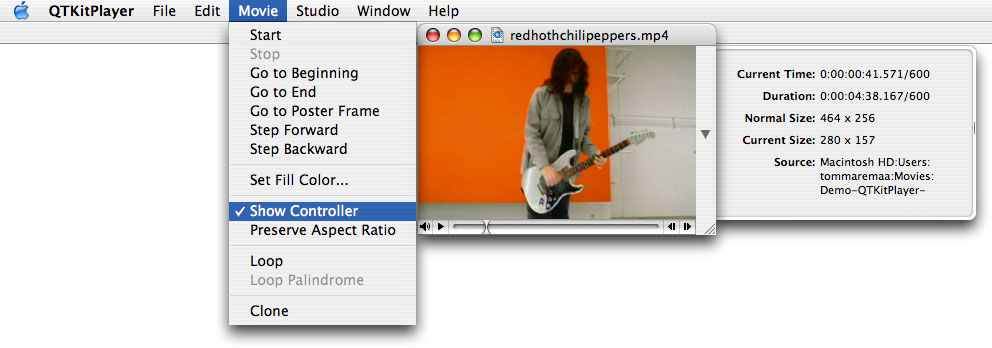 QTKitPlayer File Edit Movie Studio Window Help
Start
Stop
Go to Beginning
Go to End
Go to Poster Frame
Step Forward
Step Backward
Set Fill Color...
✓ Show Controller
Preserve Aspect Ratio
Loop
Loop Palindrome
Clone
redhothchilipeppers.mp4
Current Time: 0:00:00:41.571/600
Duration: 0:00:04:38.167/600
Normal Size: 464 x 256
Current Size: 280 x 157
Source: Macintosh HD:Users:
tommaremaa:Movies:
Demo-QTKitPlayer-